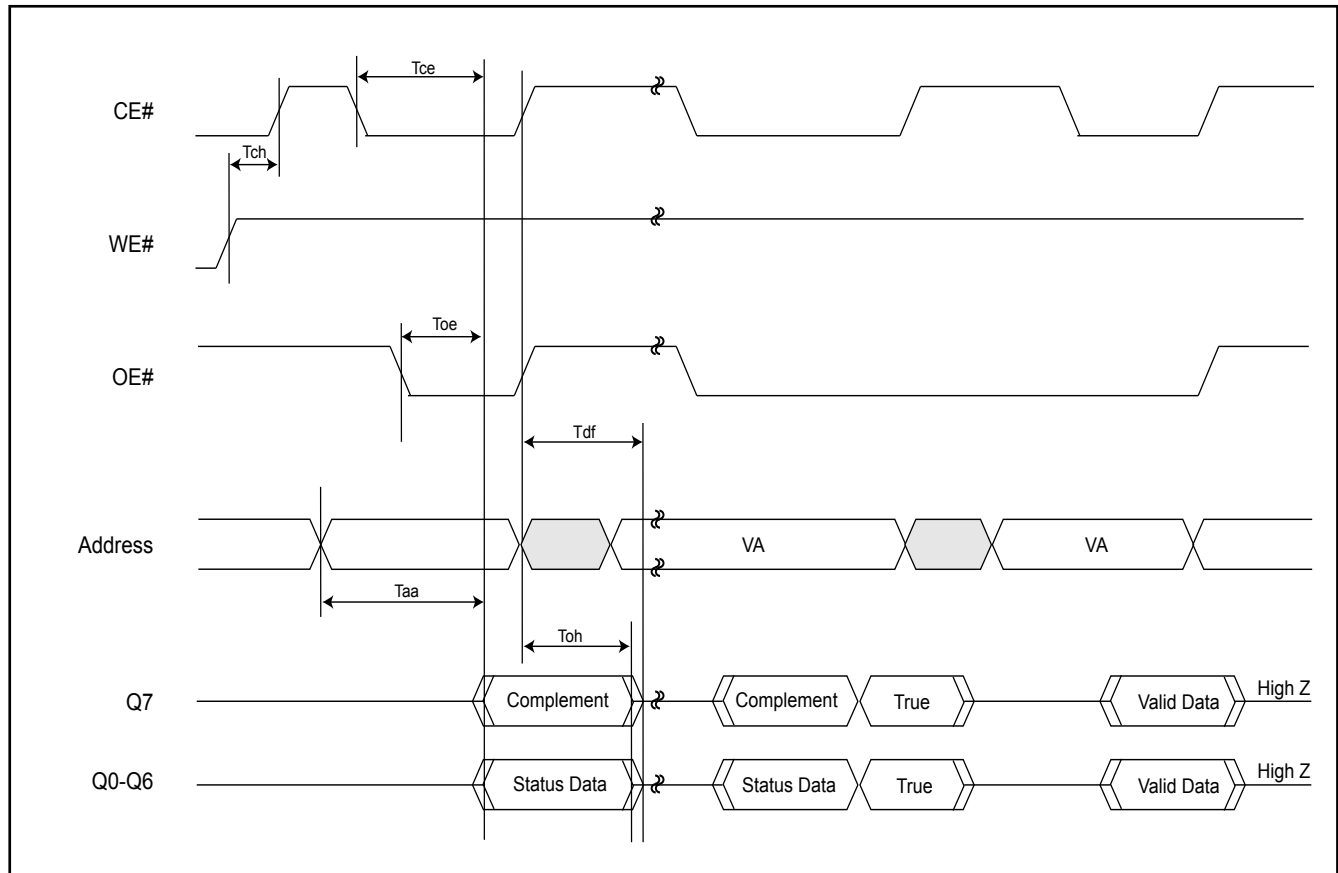 Tce
CE#
Tch
WE#
Toe
OE#
Tdf
Address
VA
VA
Taa
Toh
Q7
Complement
Complement
True
Valid Data
High Z
Q0-Q6
Status Data
Status Data
True
Valid Data
High Z